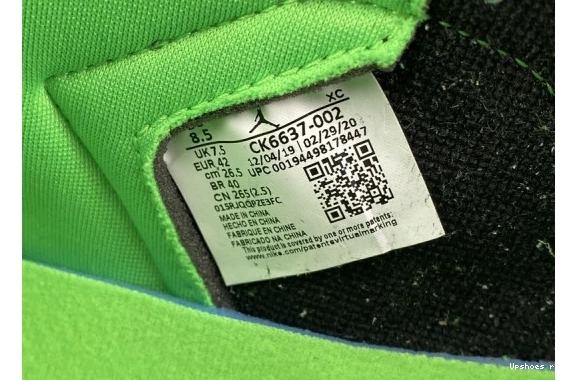 XC
8.5
UK 7.5
EUR 42
cm 26.5
BR 40
CN 265(2.5)
CK6637-002
12/04/19 02/29/20
UPC 00194498178447
MADE IN CHINA
HECHO EN CHINA
FABRIQUE EN CHINE
FABRICADO NA CHINA
This product is covered by one or more patents:
www.nike.com/patentsvirtualmarking
Upshoes r